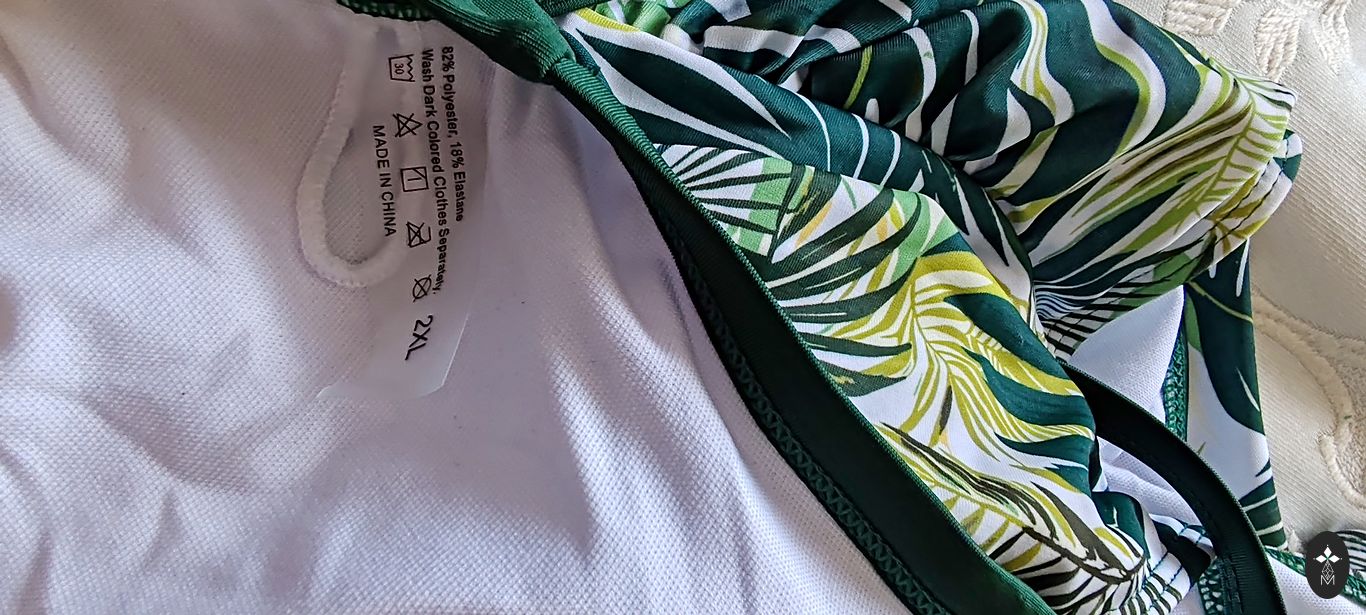 82% Polyester, 18% Elastane
Wash Dark Colored Clothes Separately,
30
MADE IN CHINA
2XL
M